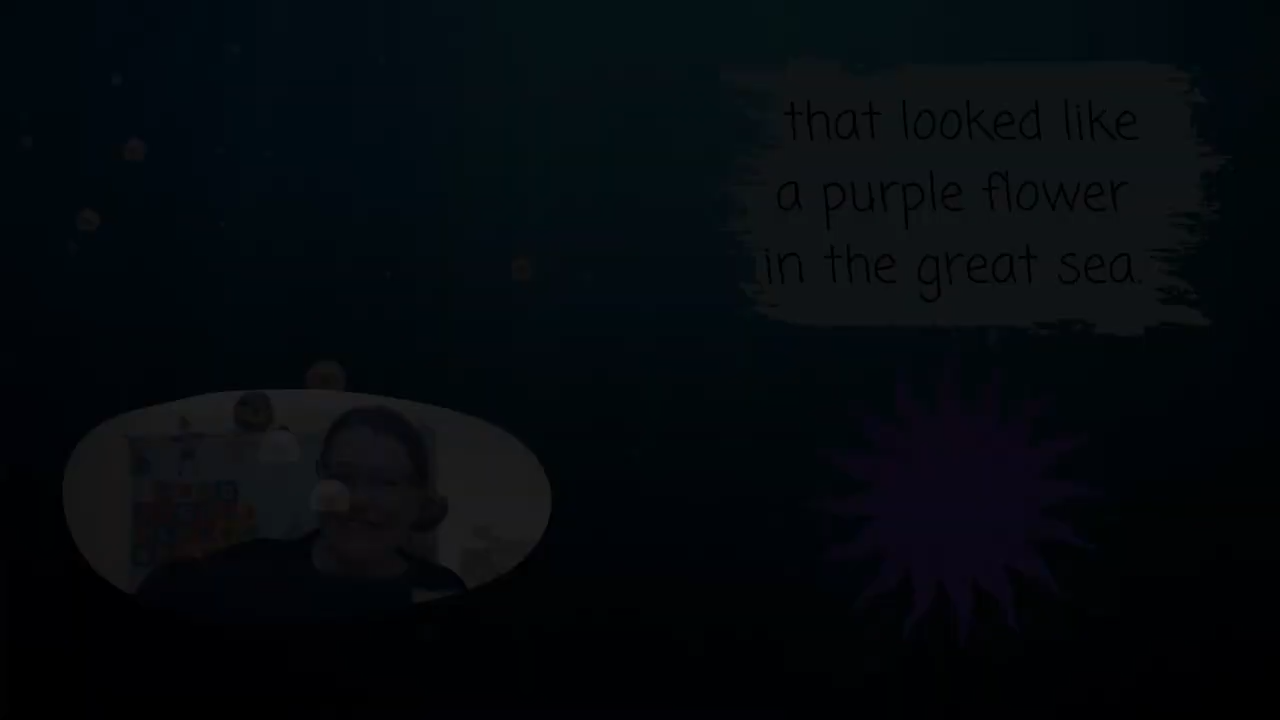 that looked like
a purple flower
in the great sea.